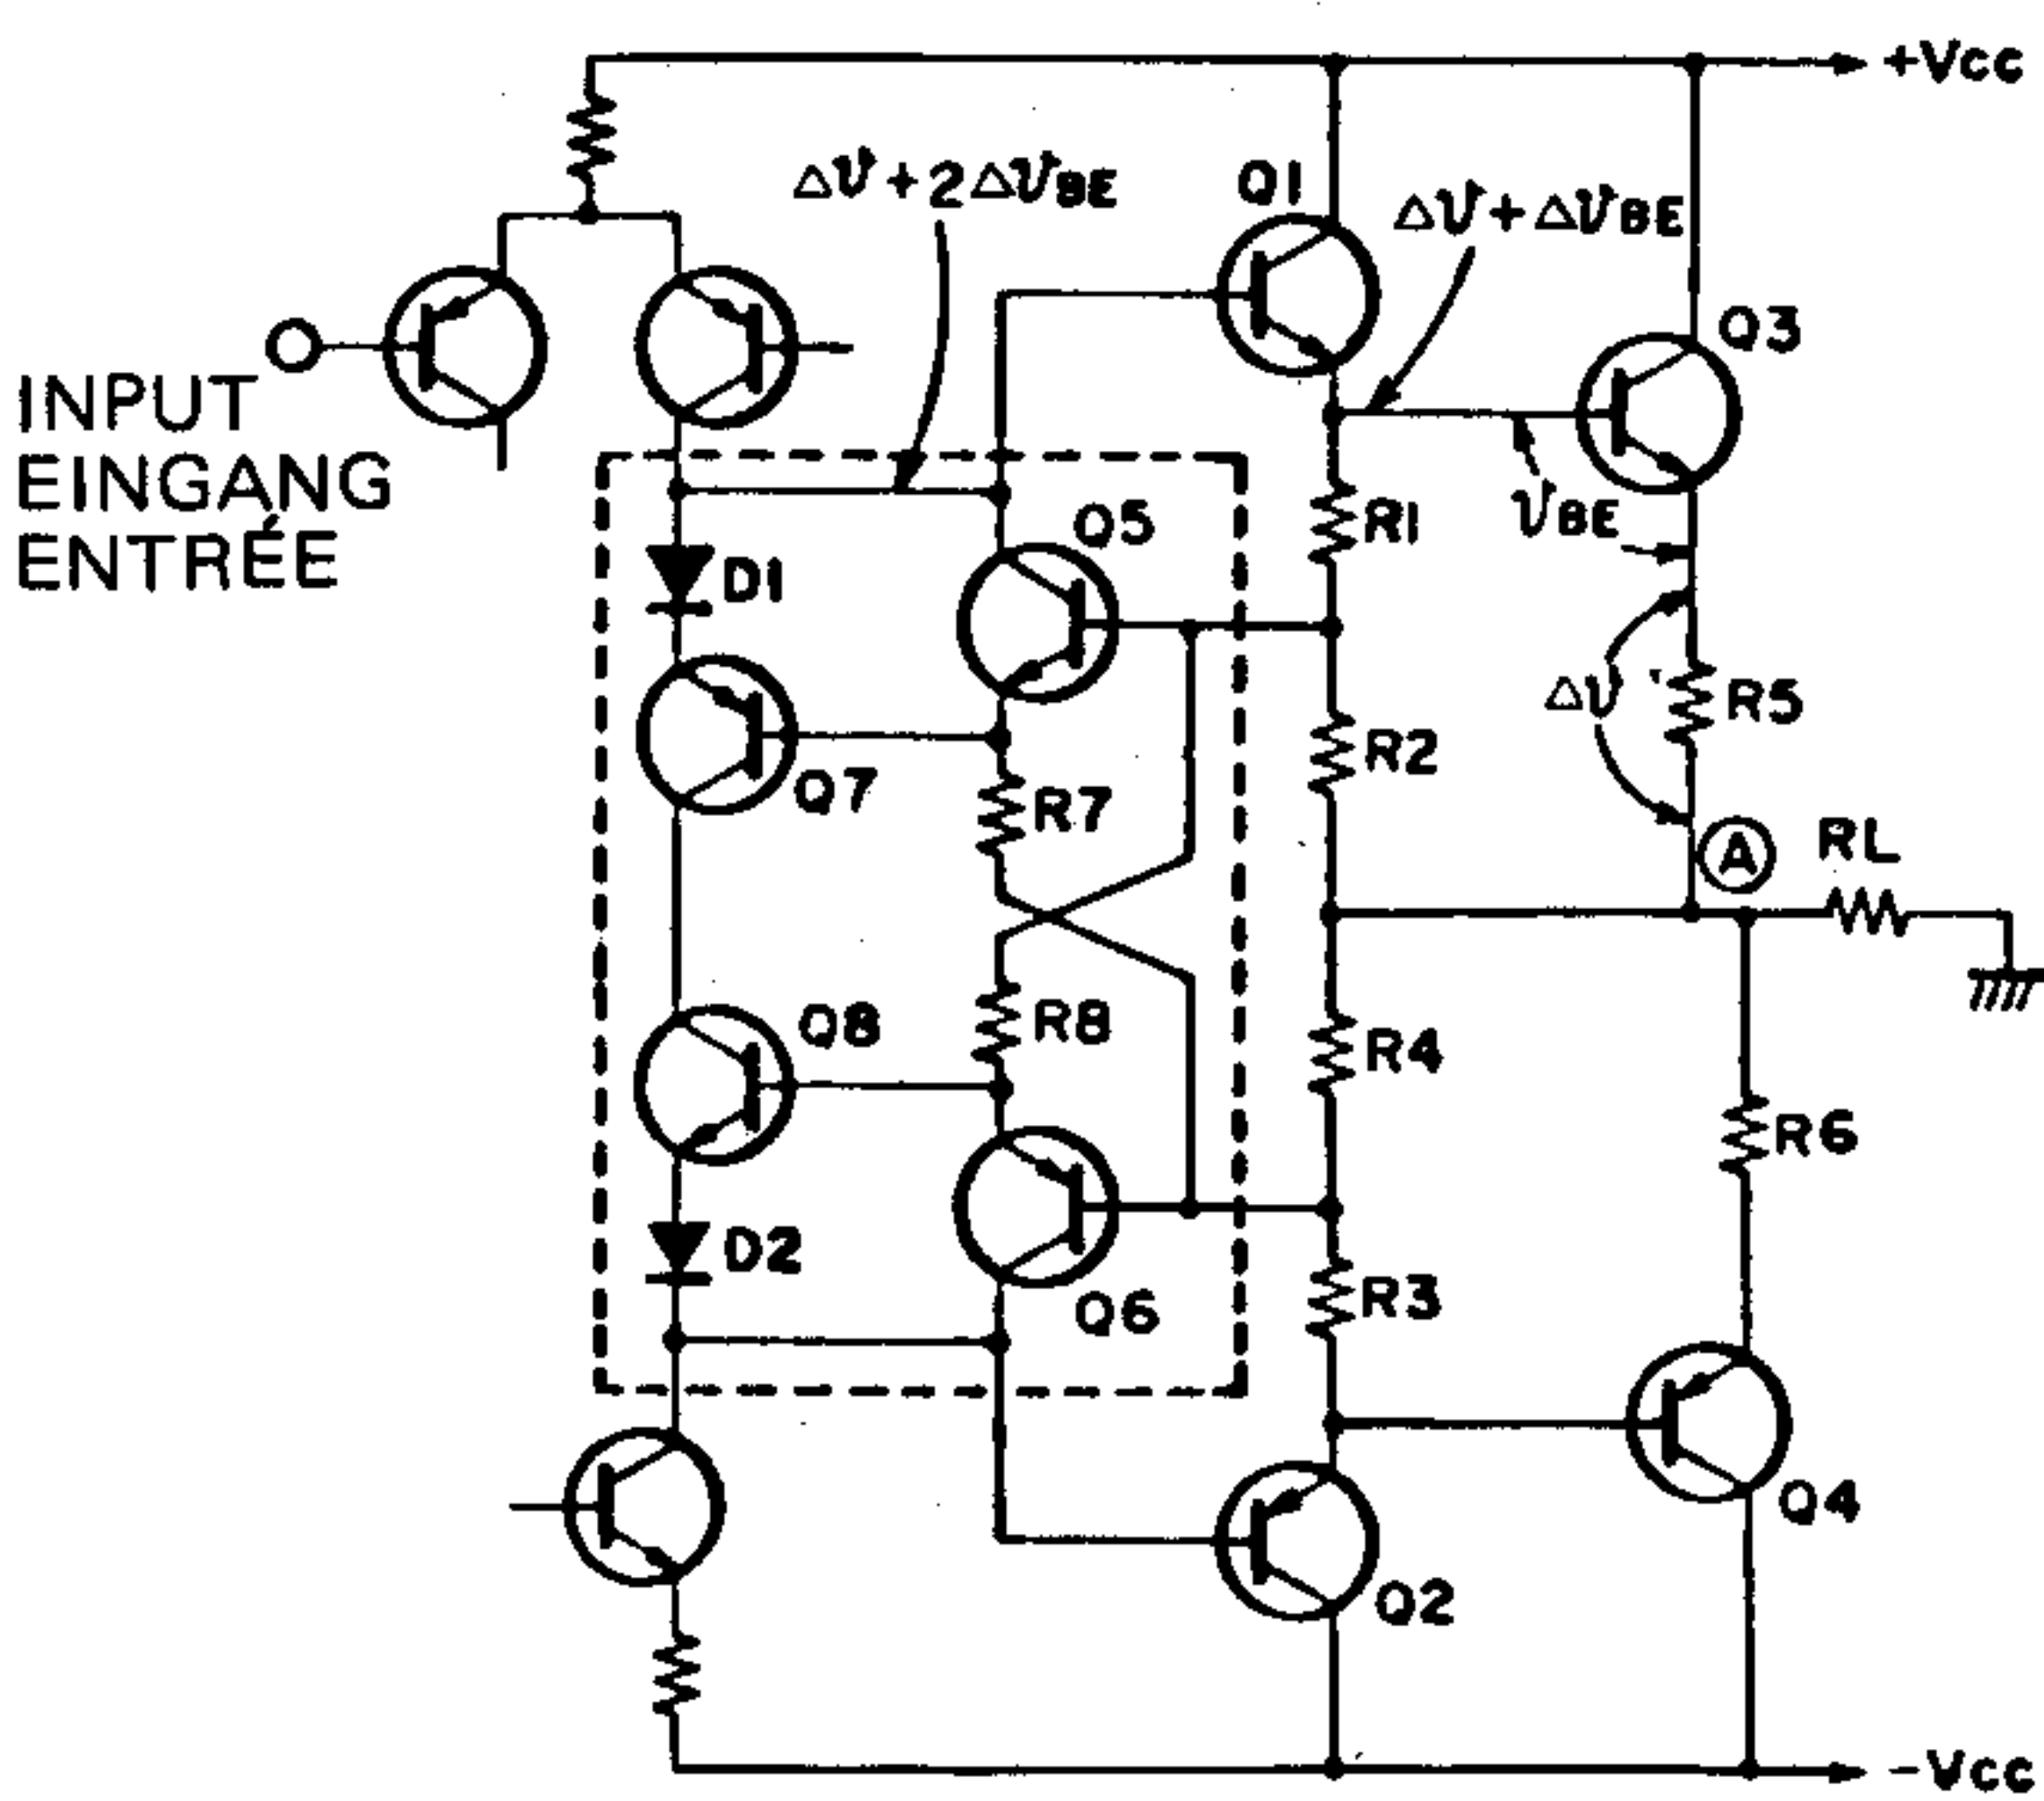 +Vcc
Δv+2ΔvBE
Q1
Δv+ΔvBE
Q3
INPUT
EINGANG
ENTRÉE
Q5
R1
vBE
D1
Δv
R5
Q7
R7
R2
A
RL
Q8
R8
R4
R6
D2
Q6
R3
Q4
Q2
-Vcc